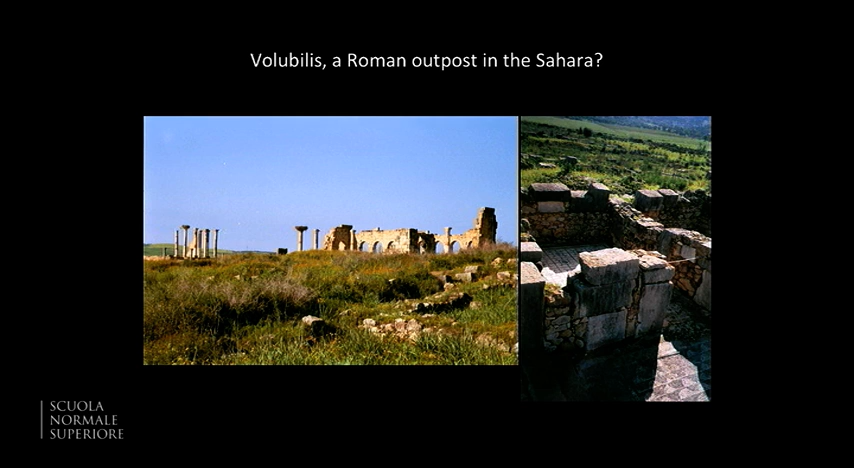 Volubilis, a Roman outpost in the Sahara?
SCUOLA
NORMALE
SUPERIORE